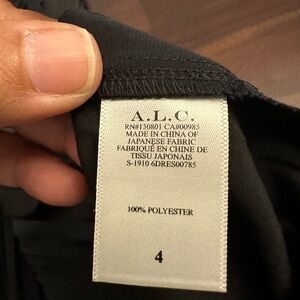 A.L.C.
RN#130801 CA#00985
MADE IN CHINA OF
JAPANESE FABRIC
FABRIQUÉ EN CHINE DE
TISSU JAPONAIS
S-1910 6DRES00785
100% POLYESTER
4